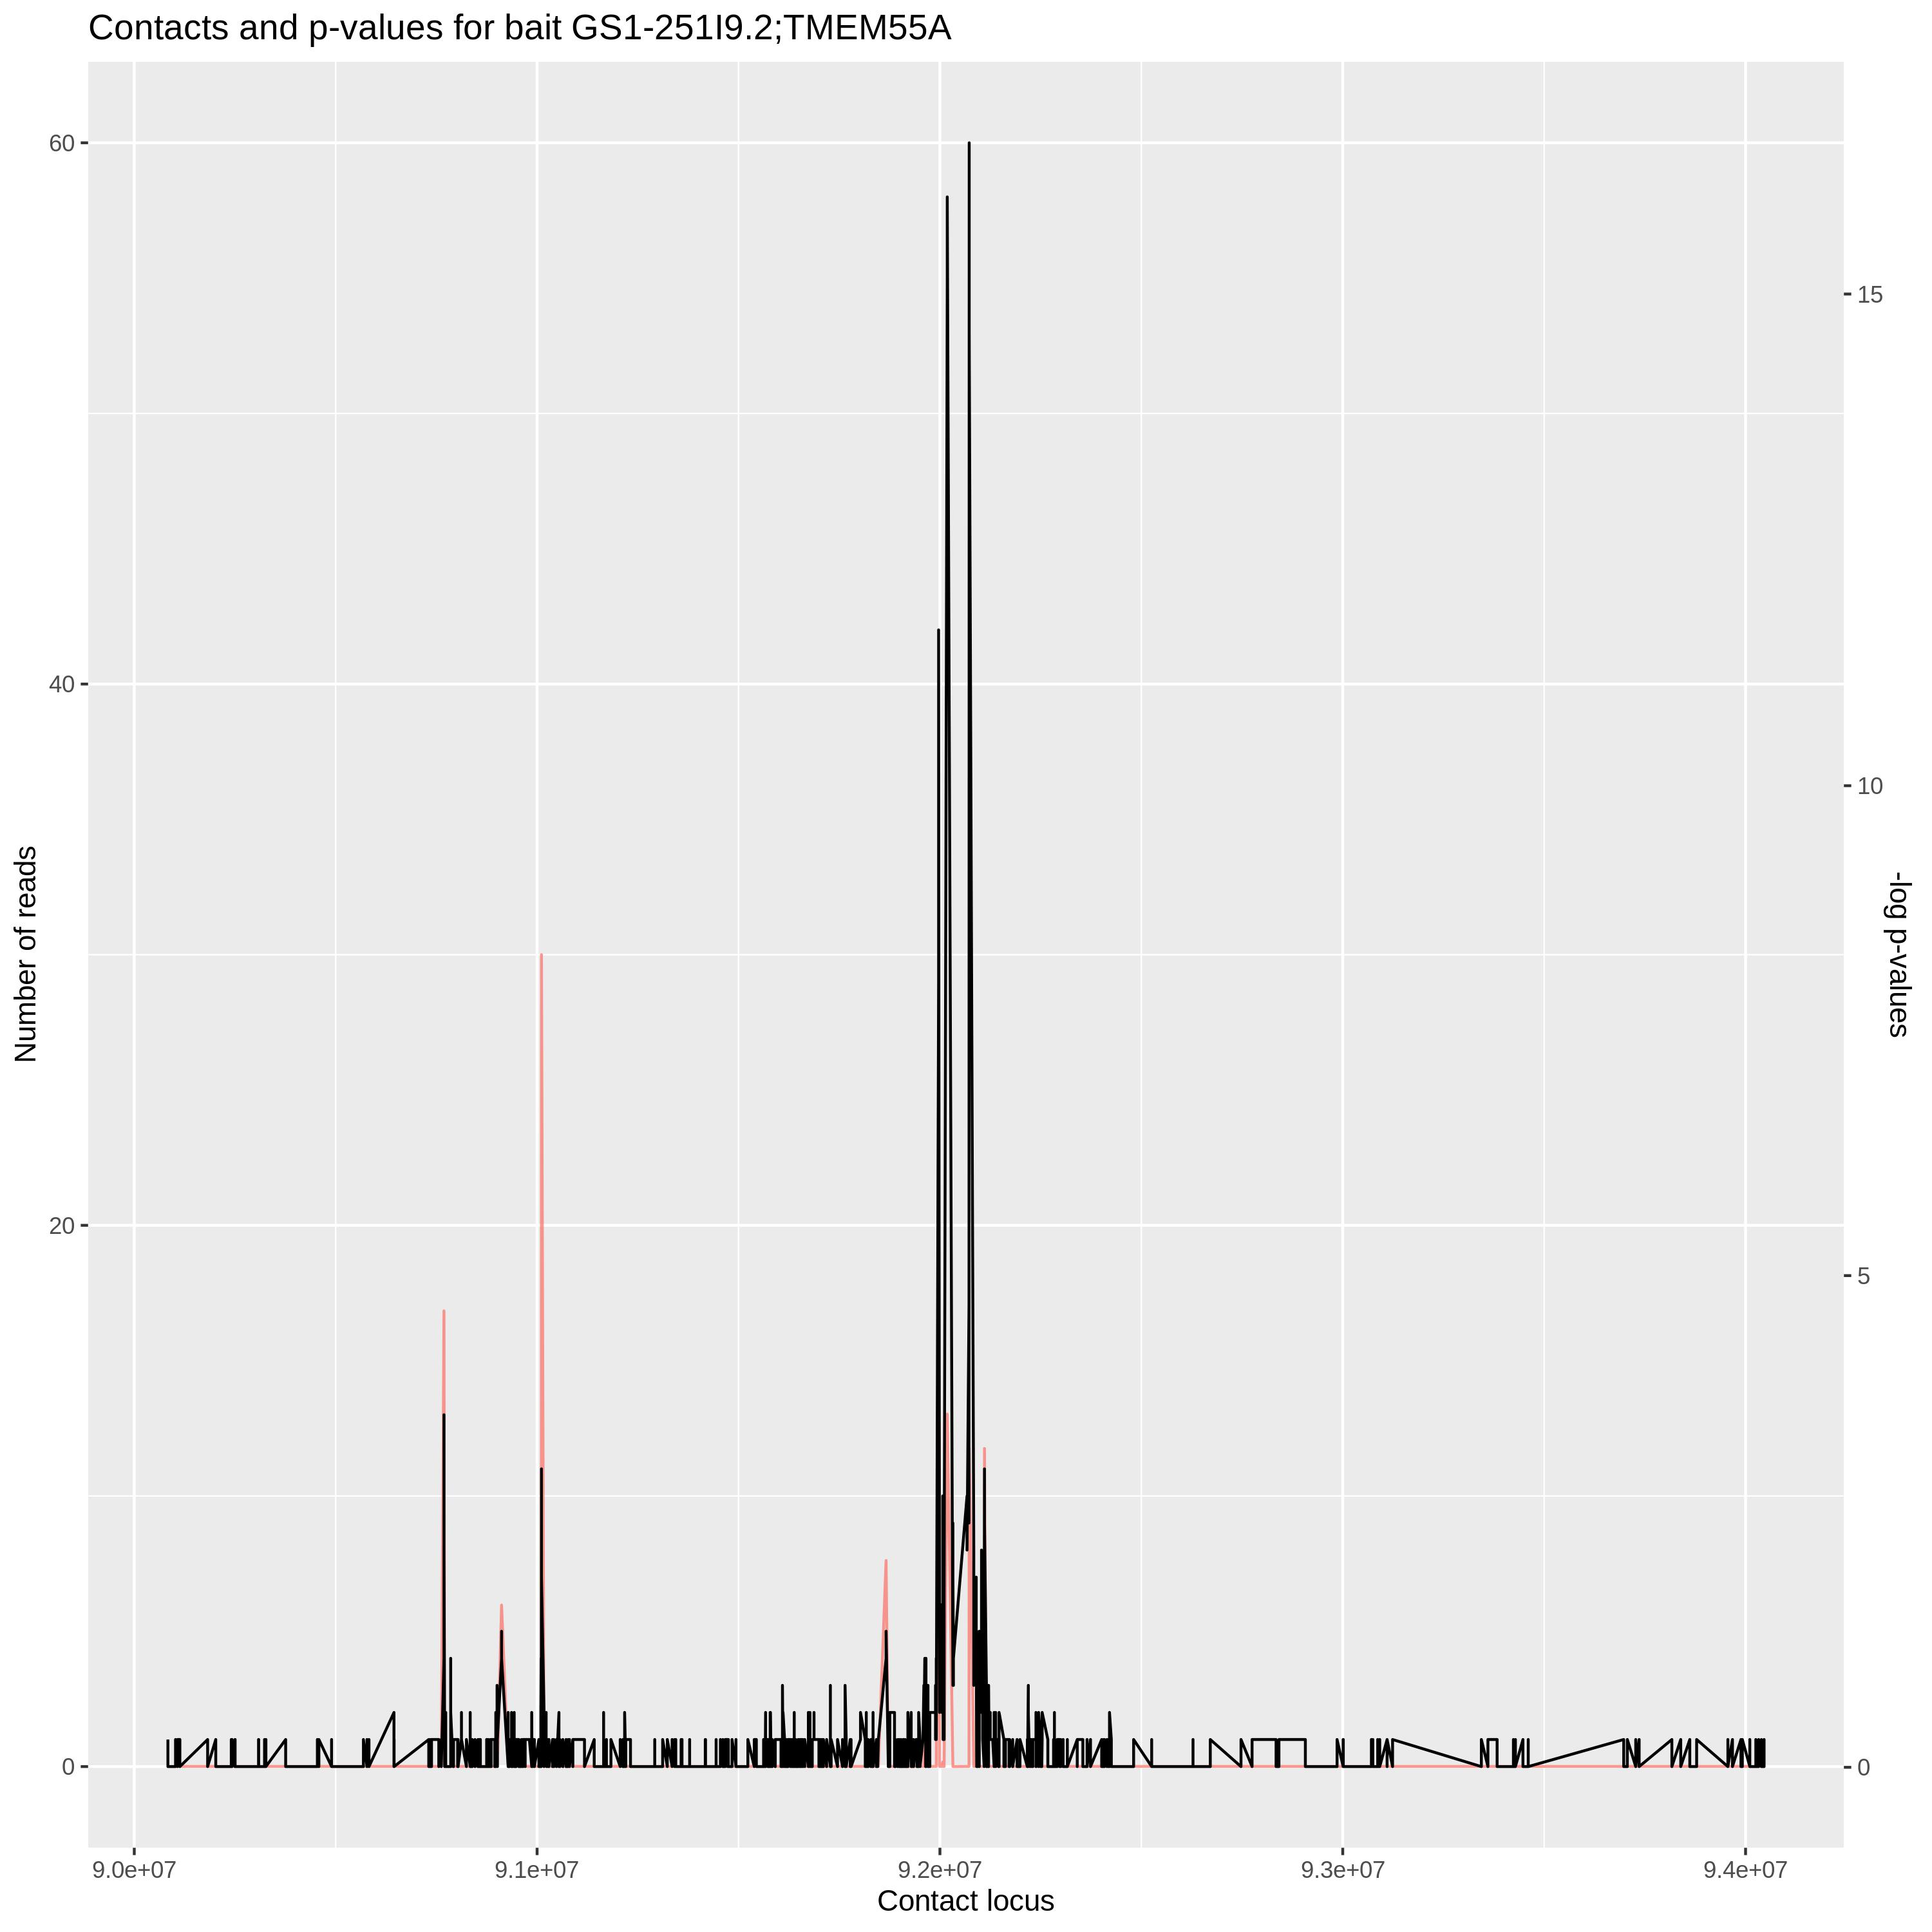 Contacts and p-values for bait GS1-251I9.2;TMEM55A
60
40
20
0
Number of reads
15
10
5
0
-log p-values
9.0e+07 9.1e+07 9.2e+07 9.3e+07 9.4e+07
Contact locus